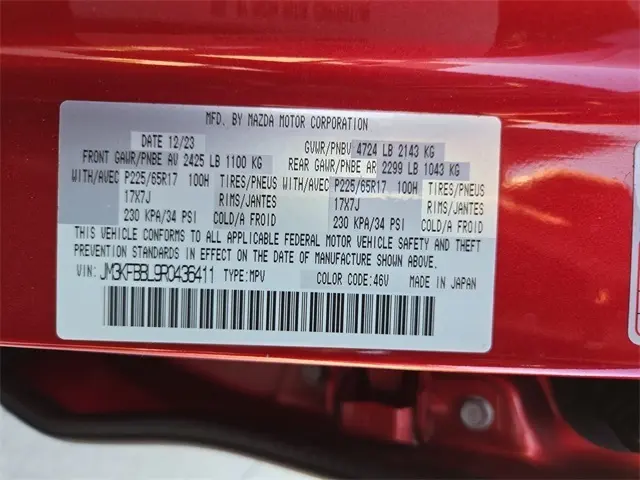 MFD. BY MAZDA MOTOR CORPORATION
DATE 12/23 GVWR/PNBV 4724 LB 2143 KG
FRONT GAWR/PNBE AV 2425 LB 1100 KG REAR GAWR/PNBE AR 2299 LB 1043 KG
WITH/AVEC P225/65R17 100H TIRES/PNEUS WITH/AVEC P225/65R17 100H TIRES/PNEUS
17X7J RIMS/JANTES 17X7J RIMS/JANTES
230 KPA/34 PSI COLD/A FROID 230 KPA/34 PSI COLD/A FROID
THIS VEHICLE CONFORMS TO ALL APPLICABLE FEDERAL MOTOR VEHICLE SAFETY AND THEFT
PREVENTION STANDARDS IN EFFECT ON THE DATE OF MANUFACTURE SHOWN ABOVE.
VIN: JM3KFBBL9R0436411 TYPE:MPV COLOR CODE:46V MADE IN JAPAN